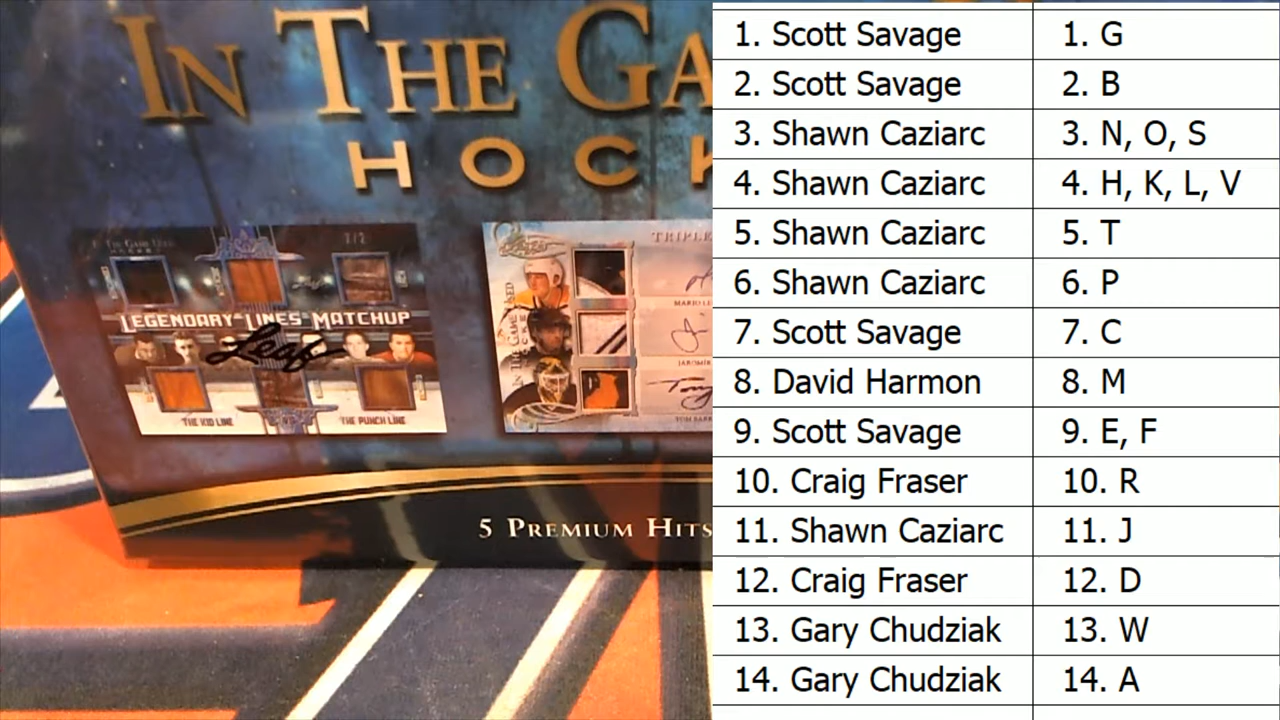 IN THE GA
HOCK
LEGENDARY LINES MATCHUP
Leaf
THE KID LINE
THE PUNCH LINE
TRIPLE
5 PREMIUM HITS
1. Scott Savage 1. G
2. Scott Savage 2. B
3. Shawn Caziarc 3. N, O, S
4. Shawn Caziarc 4. H, K, L, V
5. Shawn Caziarc 5. T
6. Shawn Caziarc 6. P
7. Scott Savage 7. C
8. David Harmon 8. M
9. Scott Savage 9. E, F
10. Craig Fraser 10. R
11. Shawn Caziarc 11. J
12. Craig Fraser 12. D
13. Gary Chudziak 13. W
14. Gary Chudziak 14. A